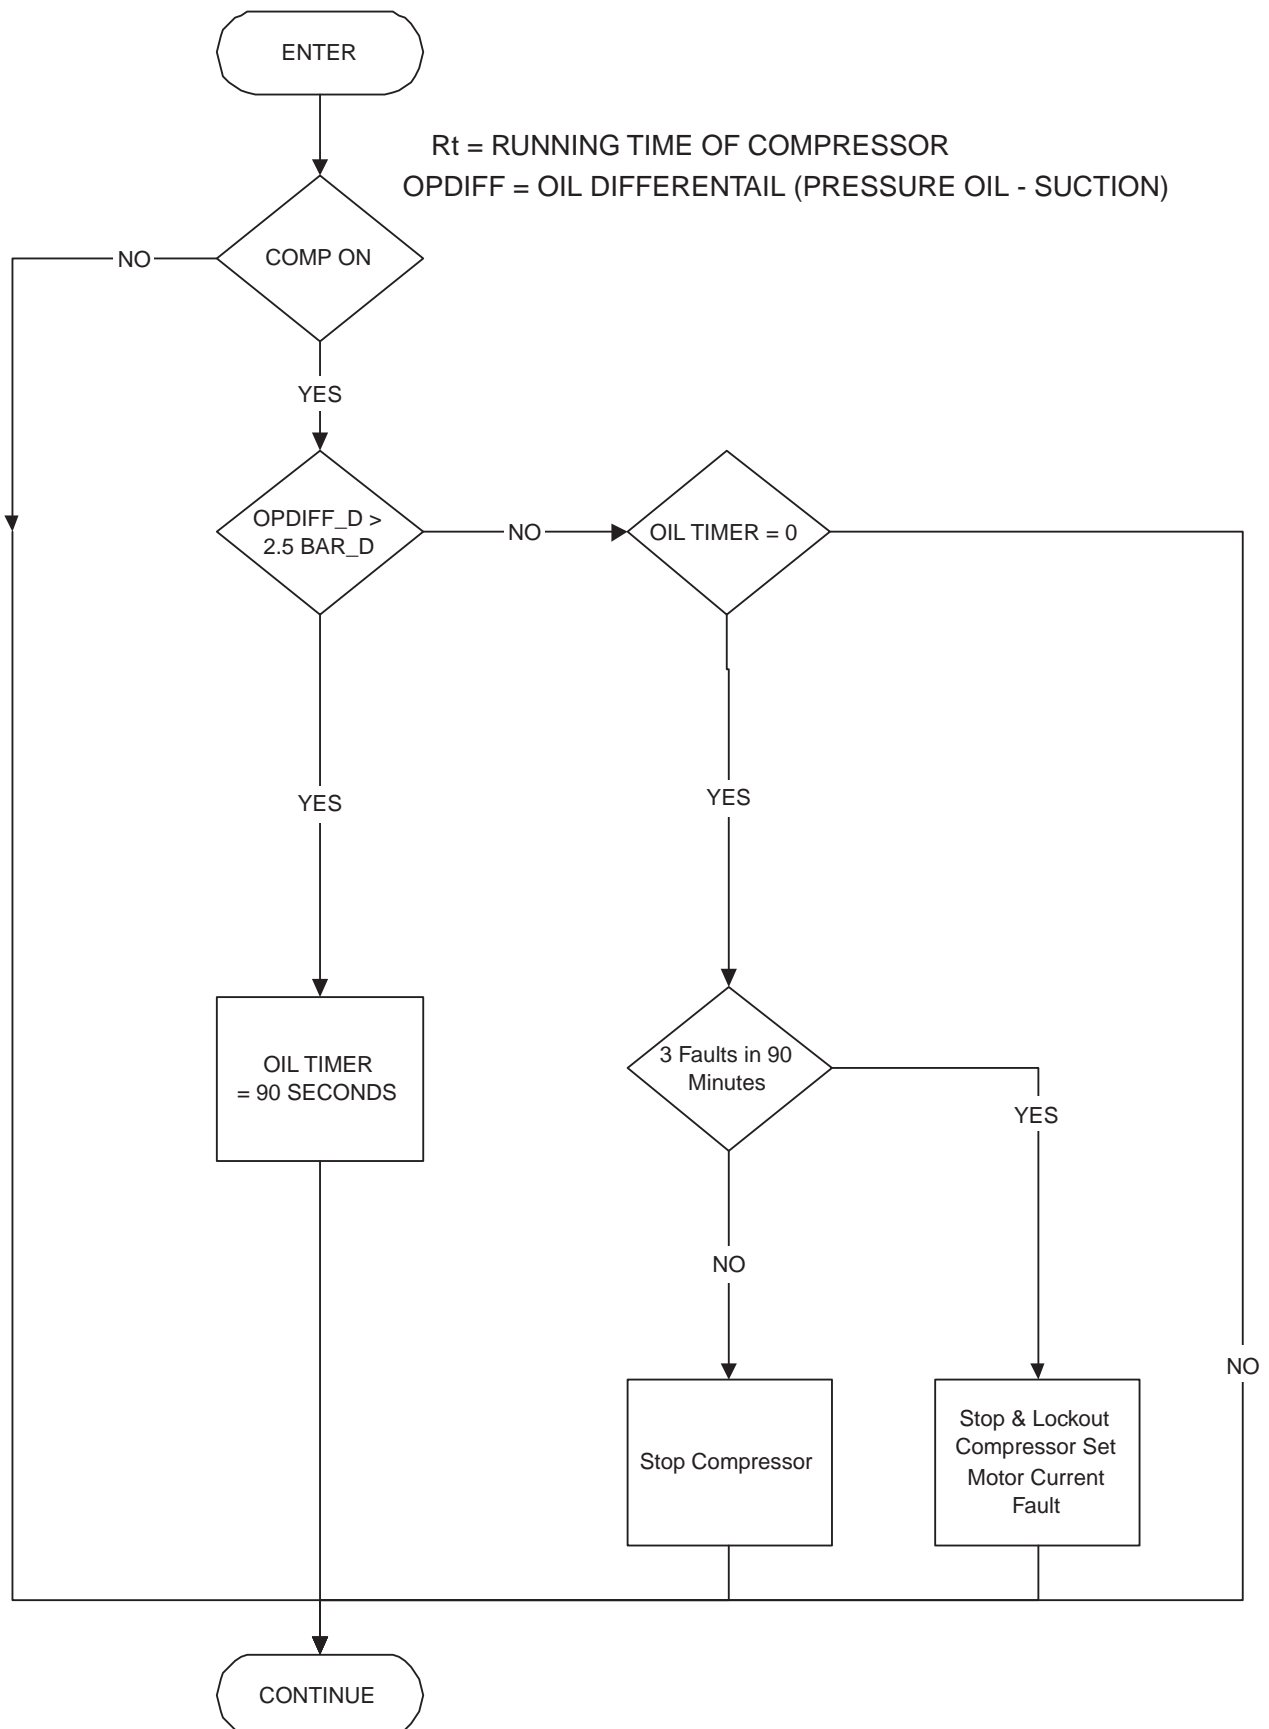 ENTER
Rt = RUNNING TIME OF COMPRESSOR
OPDIFF = OIL DIFFERENTAIL (PRESSURE OIL - SUCTION)
NO
COMP ON
YES
OPDIFF_D >
2.5 BAR_D
NO
OIL TIMER = 0
YES
YES
OIL TIMER
= 90 SECONDS
3 Faults in 90
Minutes
YES
NO
NO
Stop Compressor
Stop & Lockout
Compressor Set
Motor Current
Fault
CONTINUE